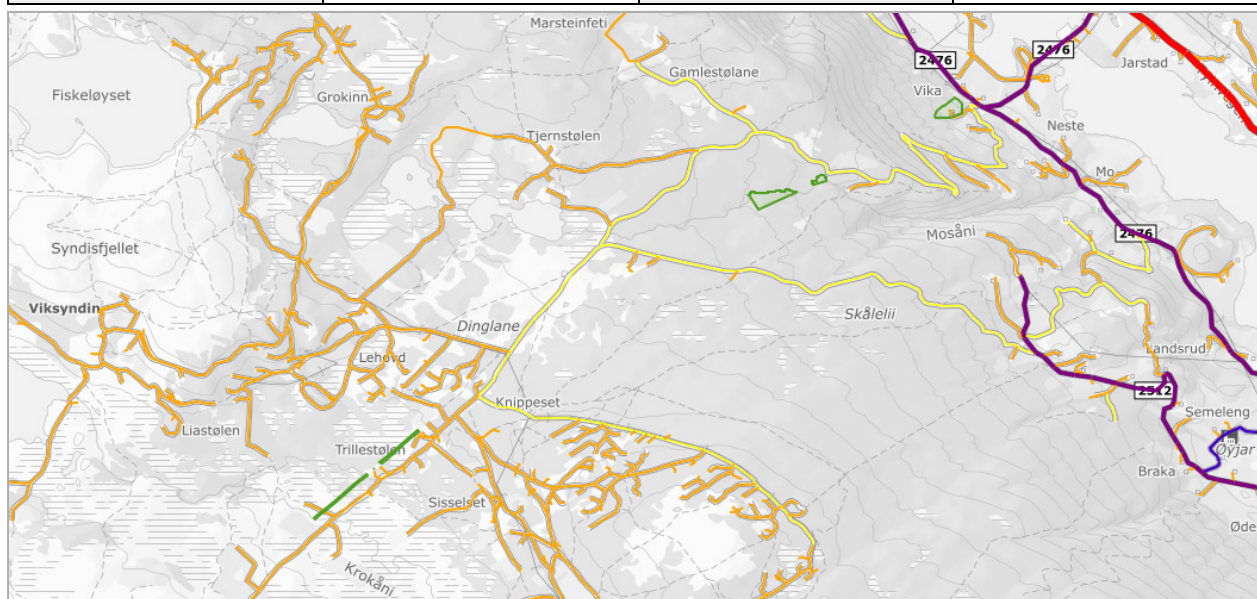 Marsteinfeti
2476
2476
Jarstad
Gamlestølane
Fiskeløyset
Grokinn
Vika
Neste
Tjernstølen
Mo
Syndisfjellet
Mosåni
2476
Viksyndin
Dinglane
Skålelii
Lehovd
Landsrud
Knippeset
2512
Semeleng
Liastølen
Trillestølen
Øyjar
Braka
Sisselset
Øde
Krokåni